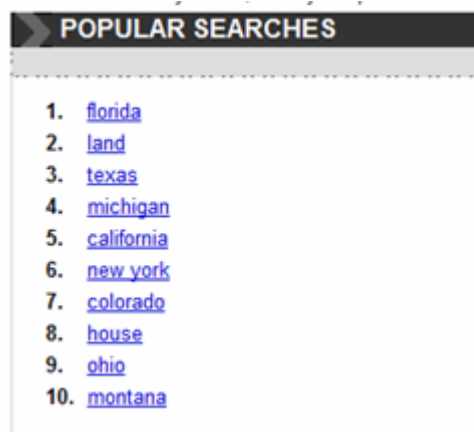 POPULAR SEARCHES
1. florida
2. land
3. texas
4. michigan
5. california
6. new york
7. colorado
8. house
9. ohio
10. montana